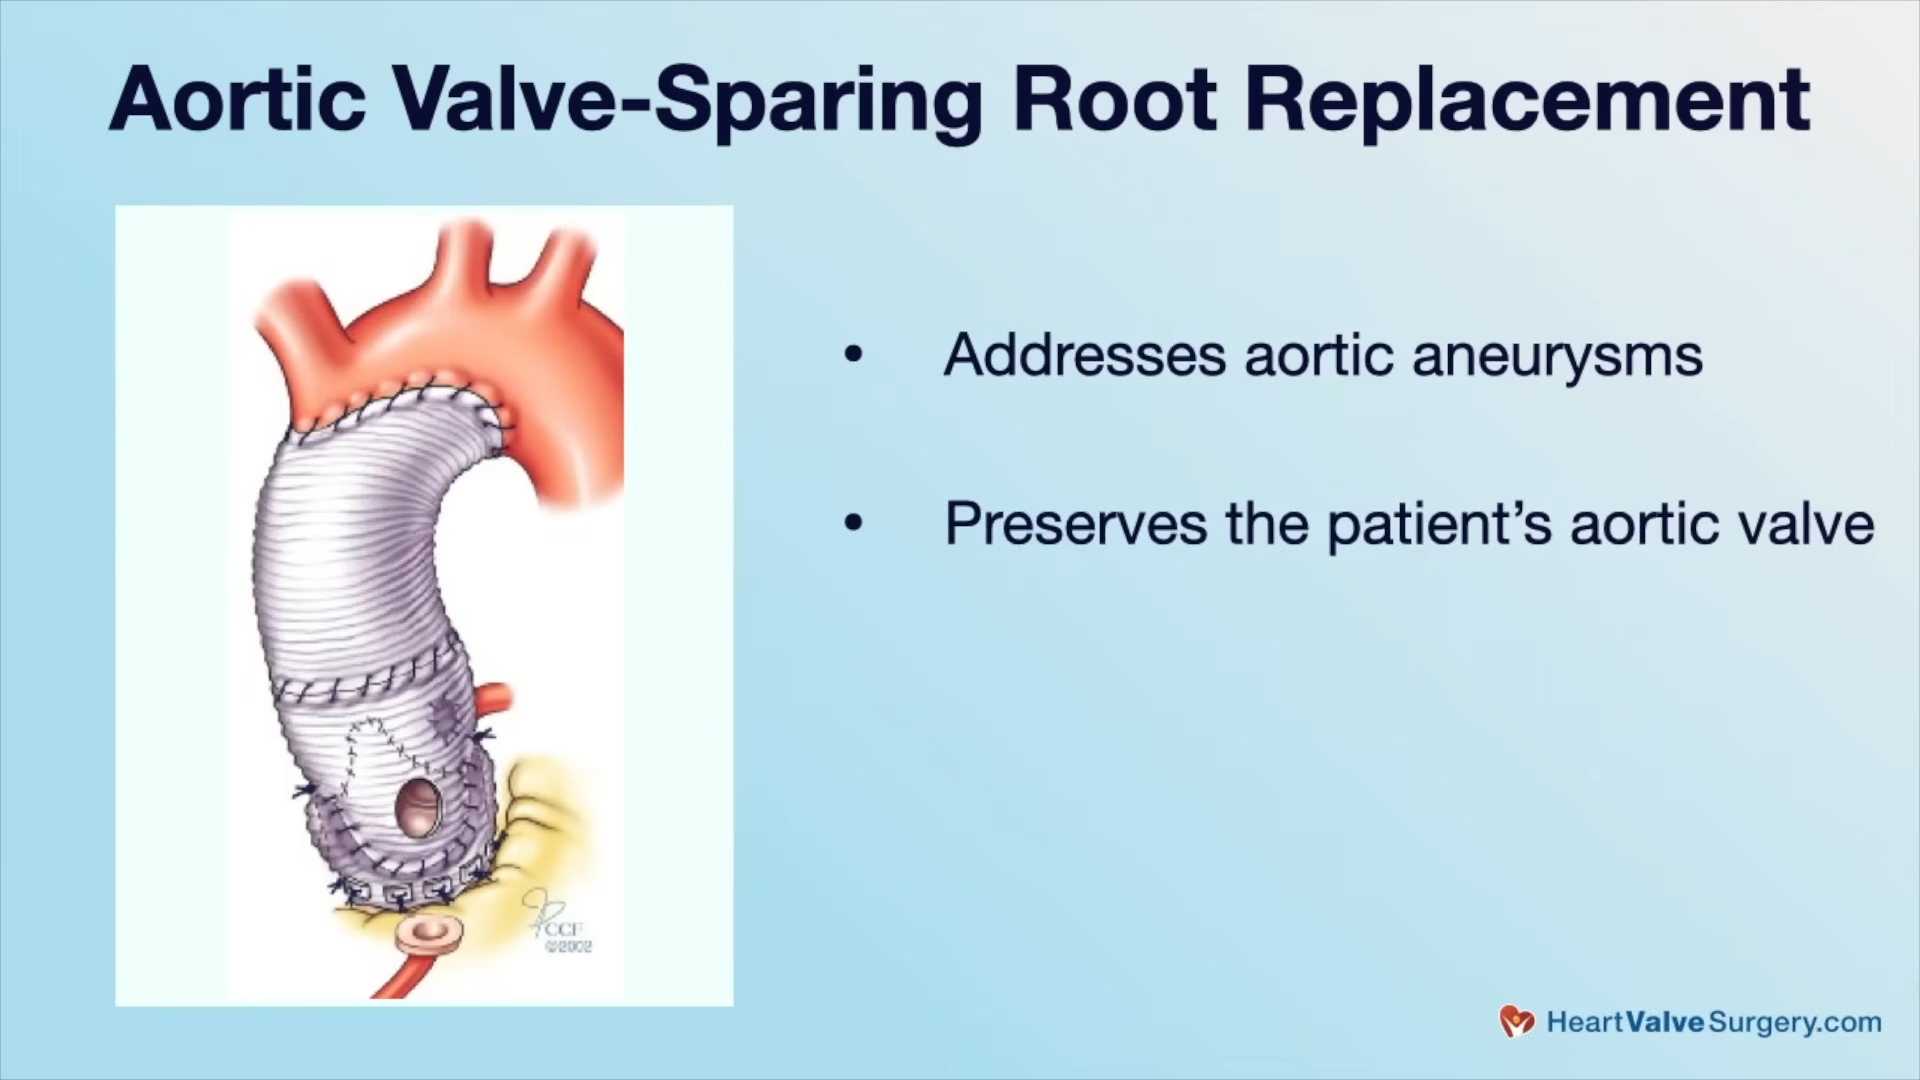 Aortic Valve-Sparing Root Replacement
• Addresses aortic aneurysms
• Preserves the patient’s aortic valve
CCF
©2002
HeartValveSurgery.com